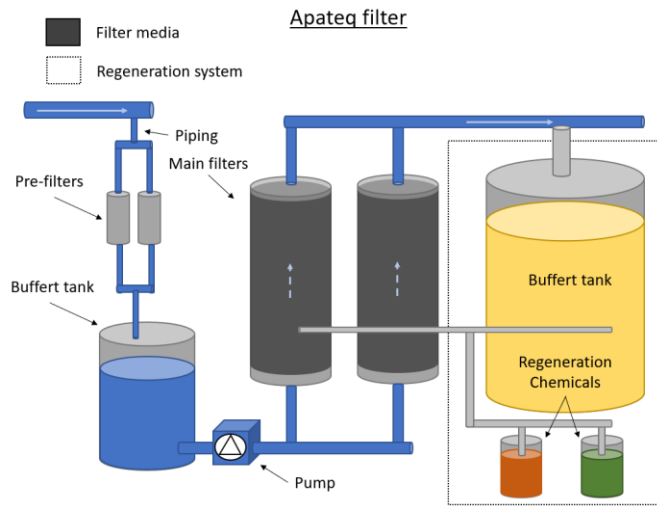 Apateq filter
Filter media
Regeneration system
Piping
Main filters
Pre-filters
Buffert tank
Buffert tank
Regeneration
Chemicals
Pump